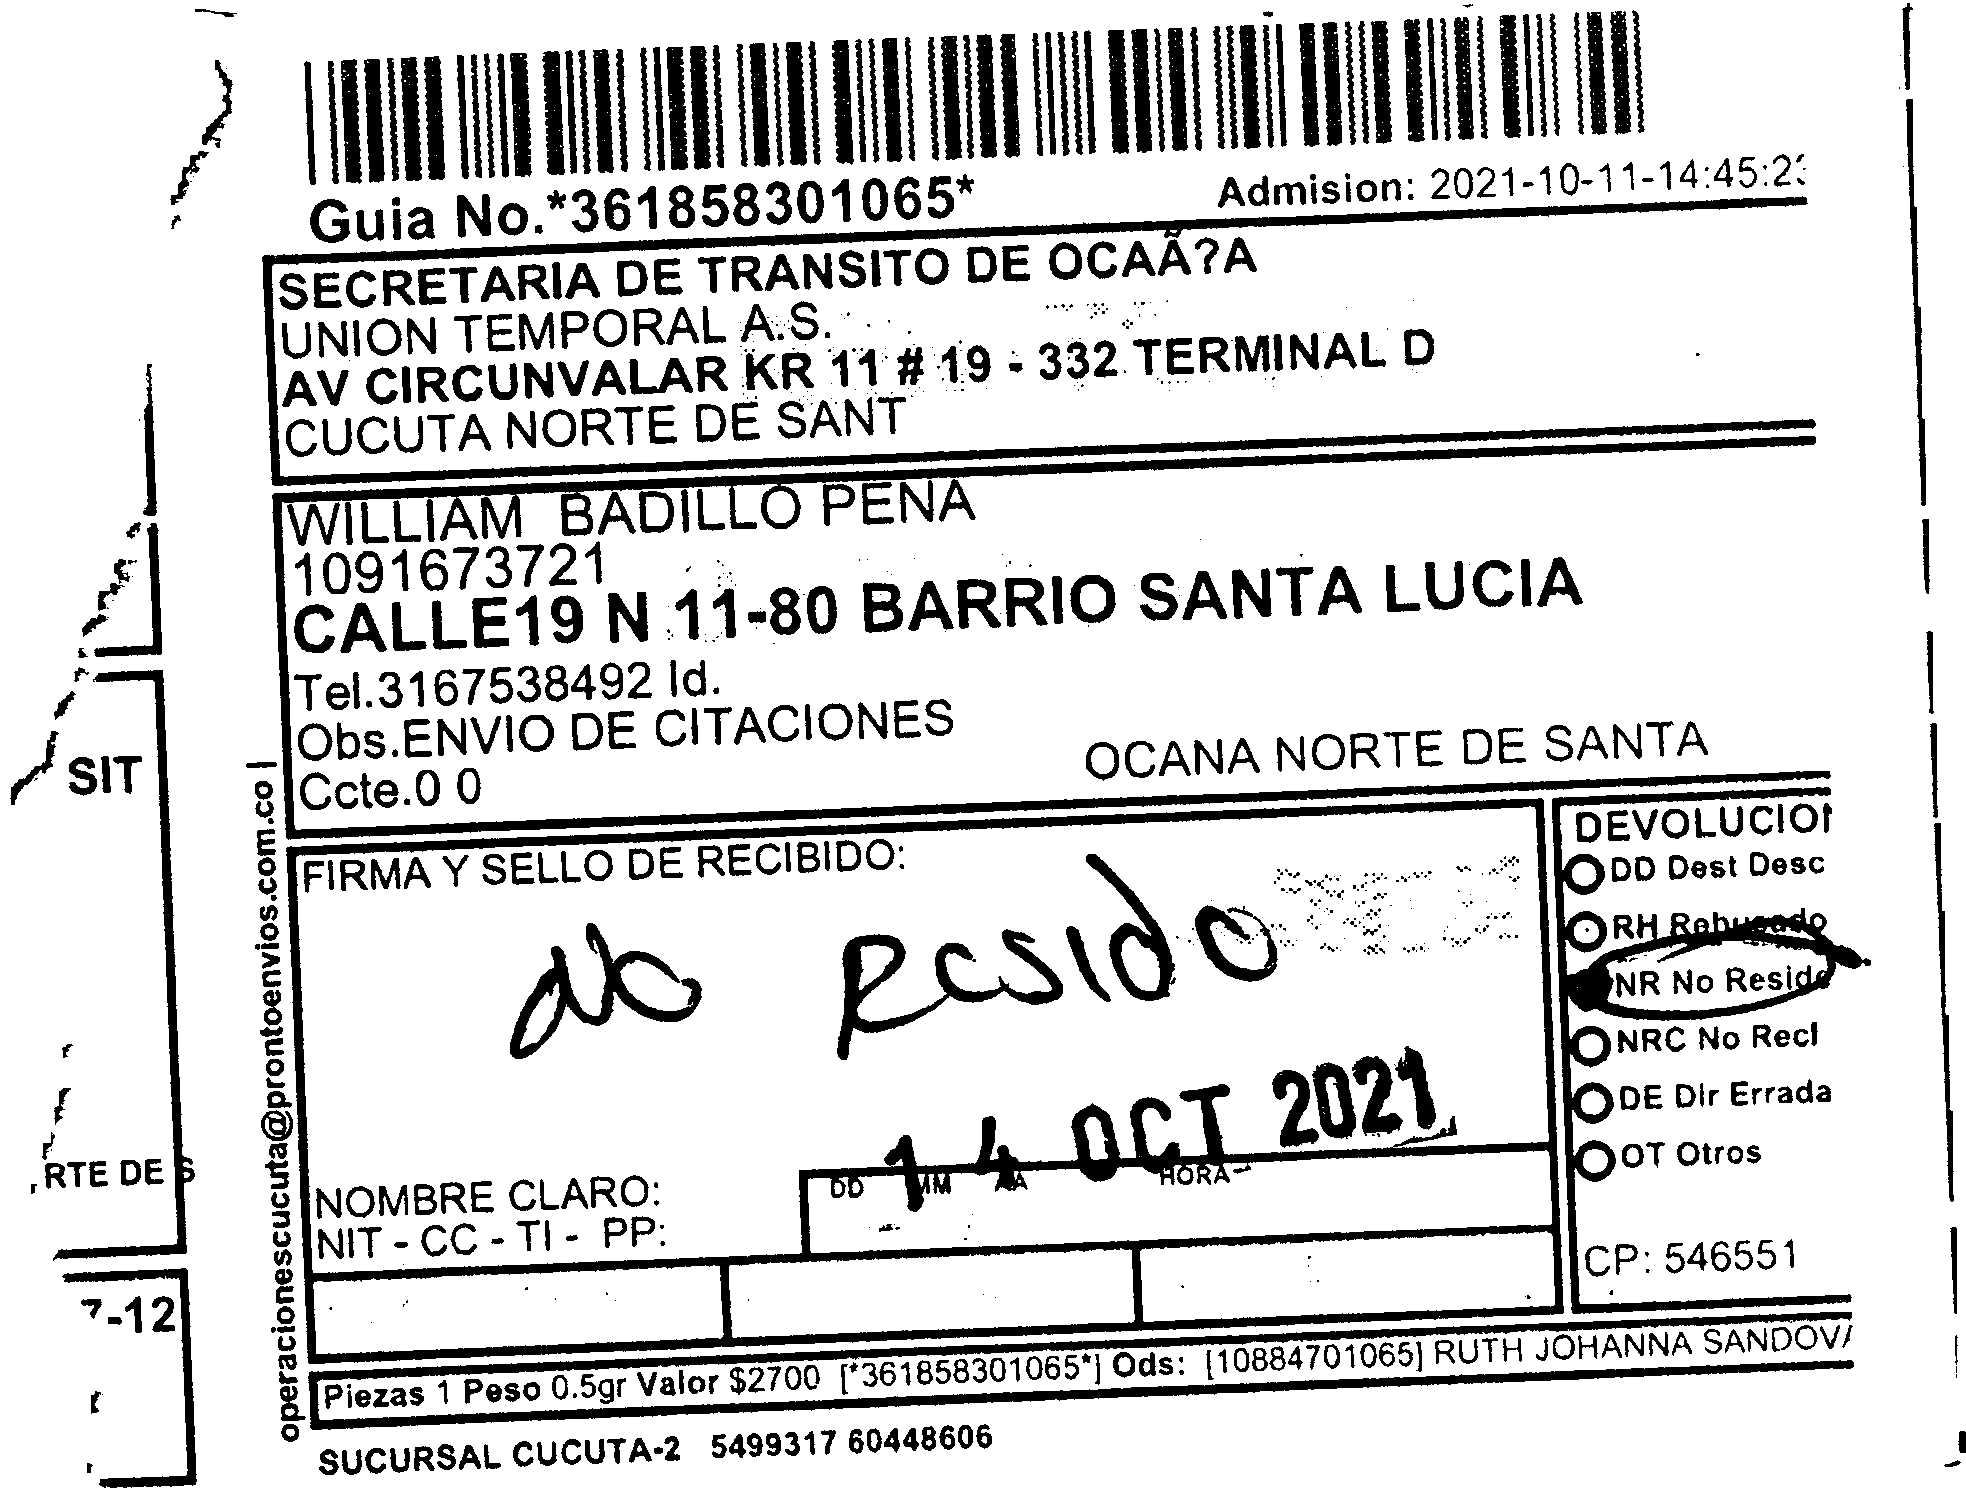 Guia No.*361858301065*
Admision: 2021-10-11-14:45:2
SECRETARIA DE TRANSITO DE OCAÃ?A
UNION TEMPORAL A.S.
AV CIRCUNVALAR KR 11 # 19 - 332 TERMINAL D
CUCUTA NORTE DE SANT
WILLIAM BADILLO PENA
1091673721
CALLE19 N 11-80 BARRIO SANTA LUCIA
Tel.3167538492 Id.
Obs.ENVIO DE CITACIONES
OCANA NORTE DE SANTA
Ccte.0 0
operacionescucuta@prontoenvios.com.co |
FIRMA Y SELLO DE RECIBIDO:
No Resido
14 OCT 2021
DD MM AA HORA
NOMBRE CLARO:
NIT - CC - TI - PP:
DEVOLUCIO
DD Dest Desc
RH Rehusado
NR No Reside
NRC No Recl
DE Dir Errada
OT Otros
CP: 546551
Piezas 1 Peso 0.5gr Valor $2700 [*361858301065*] Ods: [10884701065] RUTH JOHANNA SANDOV
SUCURSAL CUCUTA-2 5499317 60448606
SIT
RTE DE S
7-12